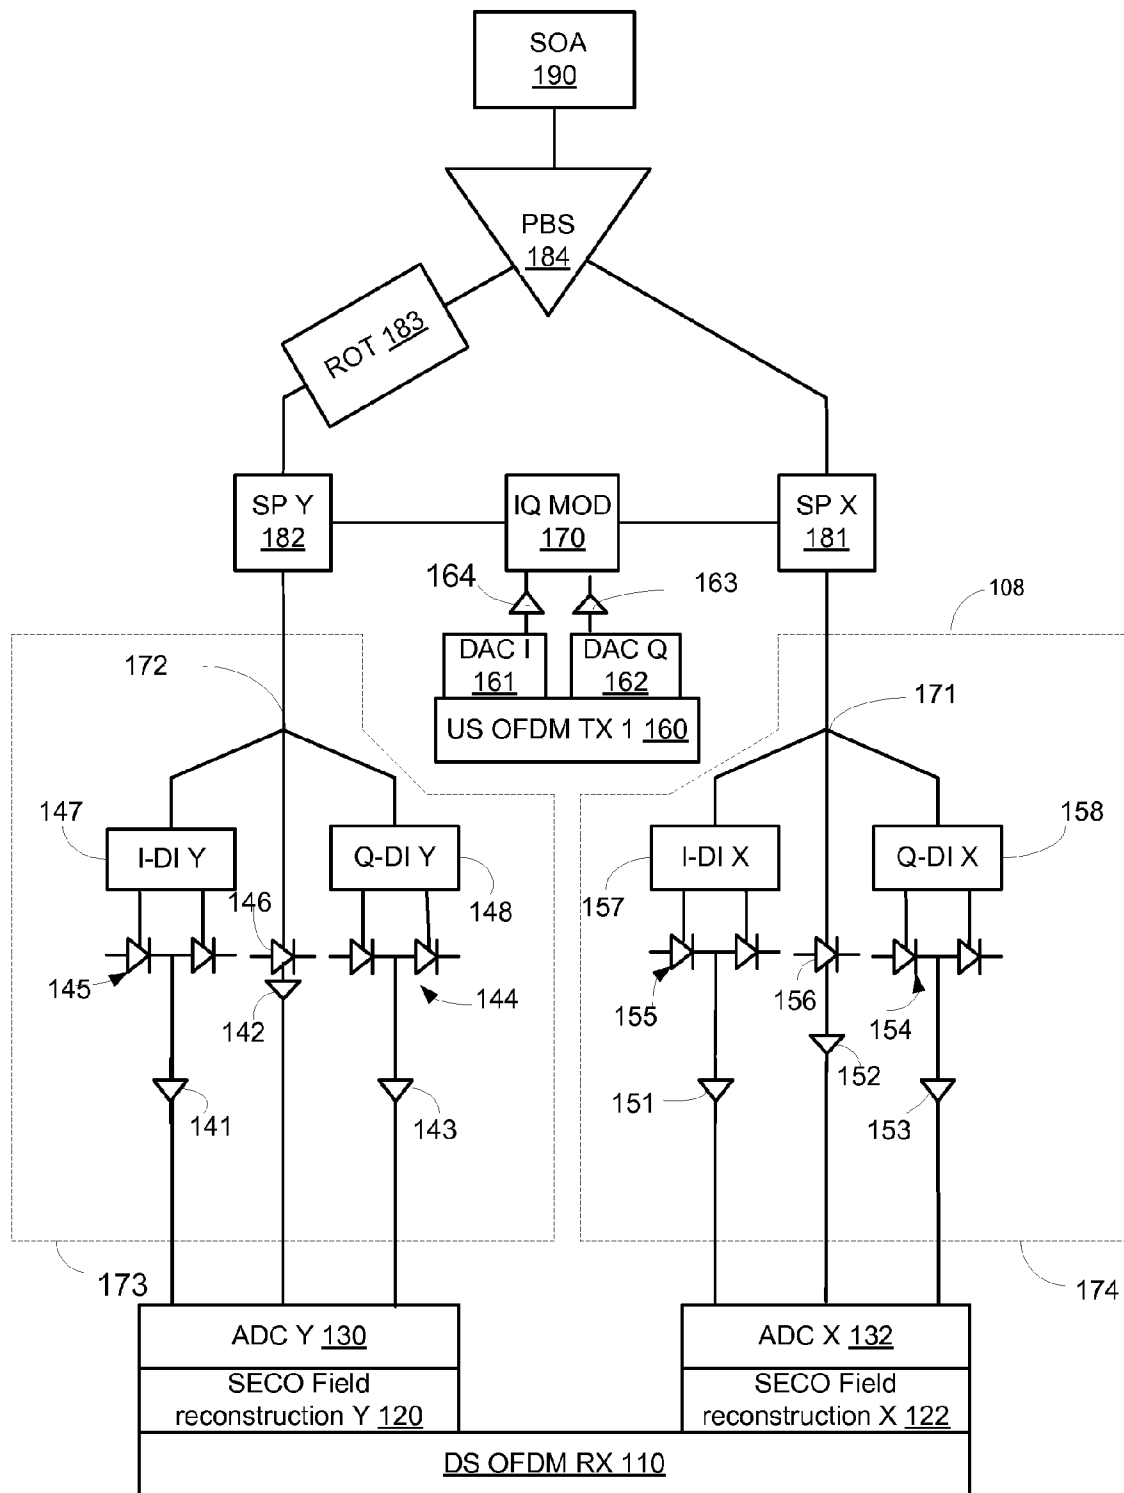 SOA
190
PBS
184
ROT 183
SP Y
182
IQ MOD
170
SP X
181
164
163
108
DAC I
161
DAC Q
162
172
171
US OFDM TX 1 160
147
158
I-DI Y
Q-DI Y
I-DI X
Q-DI X
146
148
157
145
144
155
156
154
142
152
151
141
143
153
173
174
ADC Y 130
ADC X 132
SECO Field
reconstruction Y 120
SECO Field
reconstruction X 122
DS OFDM RX 110